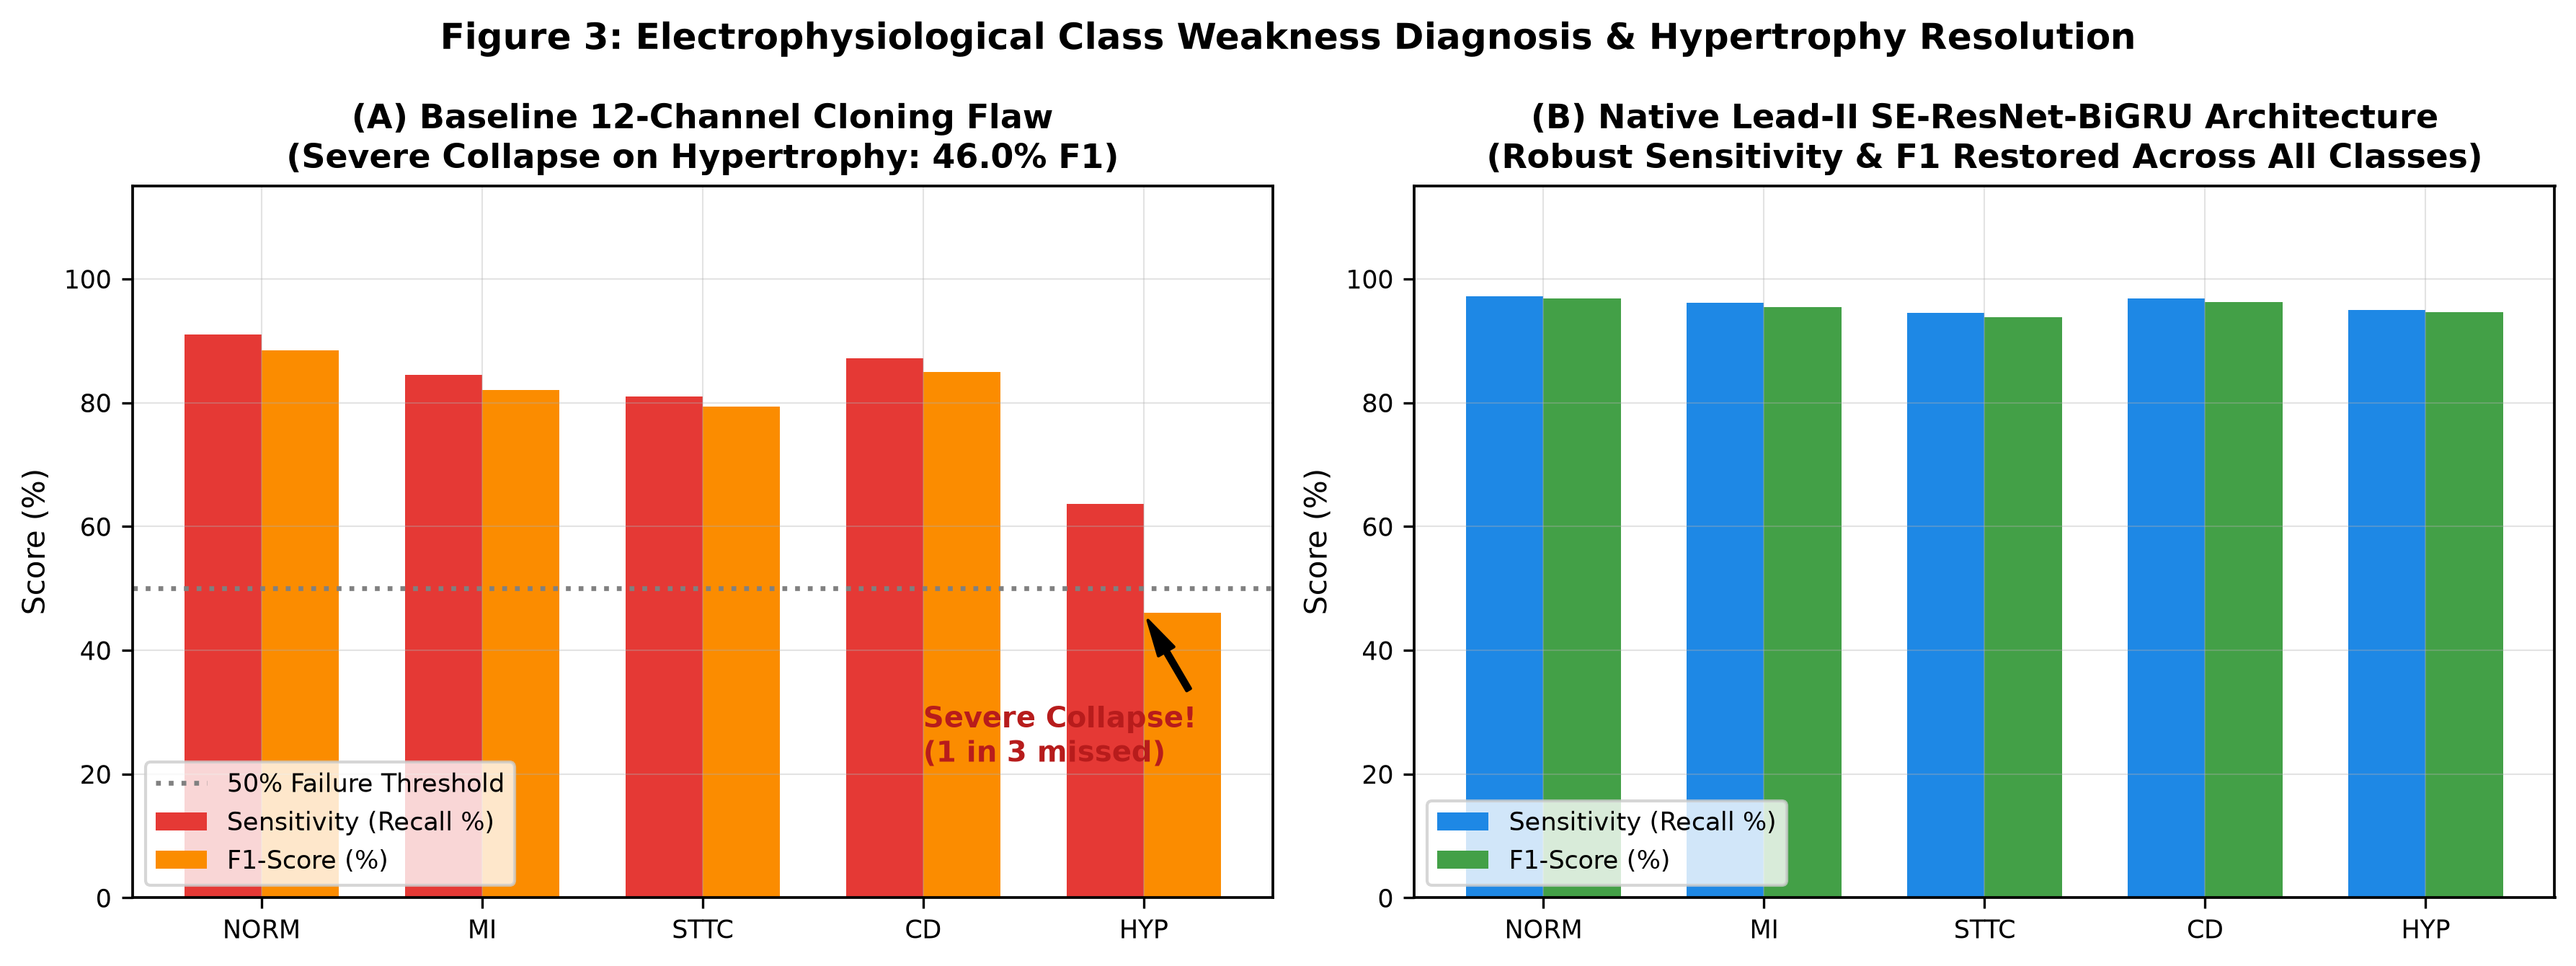 Figure 3: Electrophysiological Class Weakness Diagnosis & Hypertrophy Resolution
(A) Baseline 12-Channel Cloning Flaw
(Severe Collapse on Hypertrophy: 46.0% F1)
Score (%)
100
80
60
40
20
0
Severe Collapse!
(1 in 3 missed)
50% Failure Threshold
Sensitivity (Recall %)
F1-Score (%)
NORM
MI
STTC
CD
HYP
(B) Native Lead-II SE-ResNet-BiGRU Architecture
(Robust Sensitivity & F1 Restored Across All Classes)
Score (%)
100
80
60
40
20
0
Sensitivity (Recall %)
F1-Score (%)
NORM
MI
STTC
CD
HYP